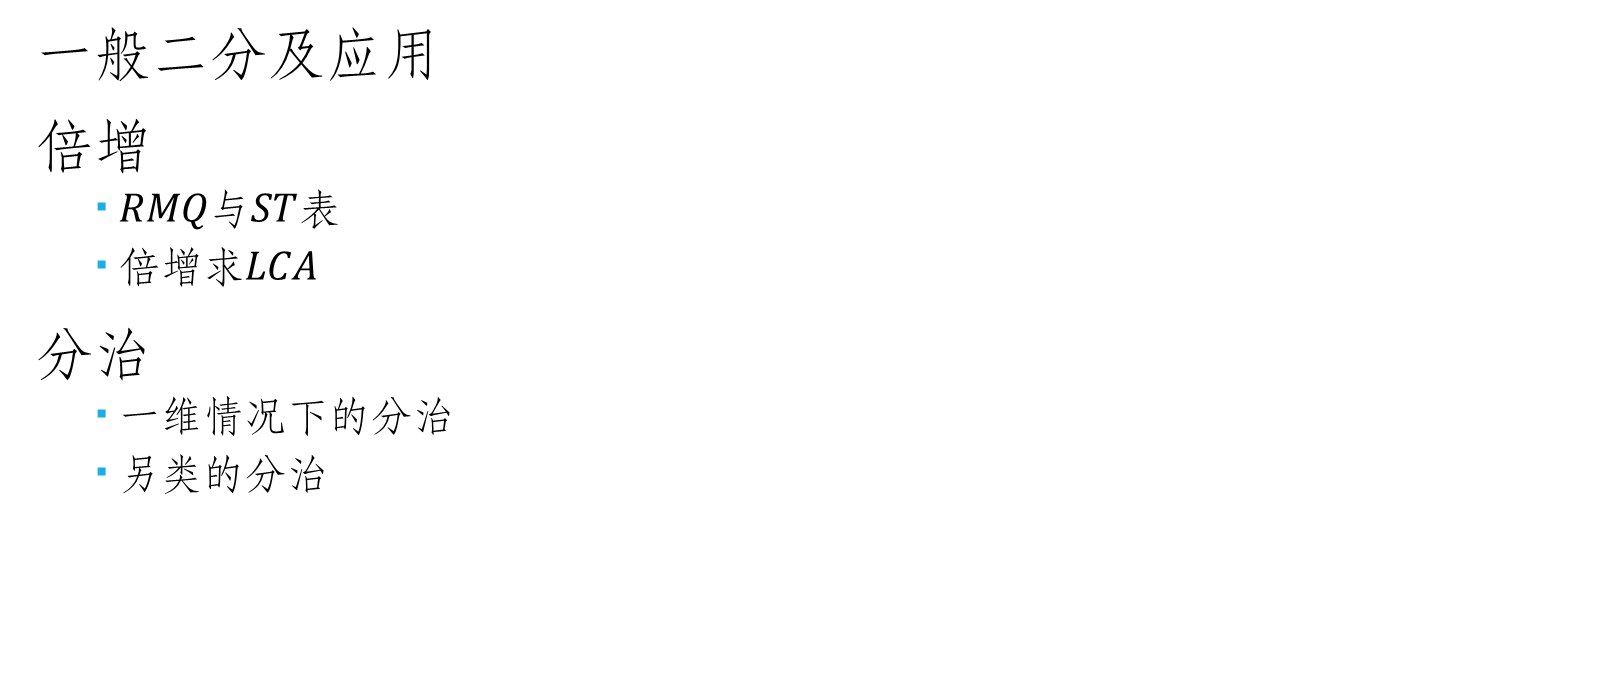 一般二分及应用
倍增
▪ RMQ与ST表
▪ 倍增求LCA
分治
▪ 一维情况下的分治
▪ 另类的分治